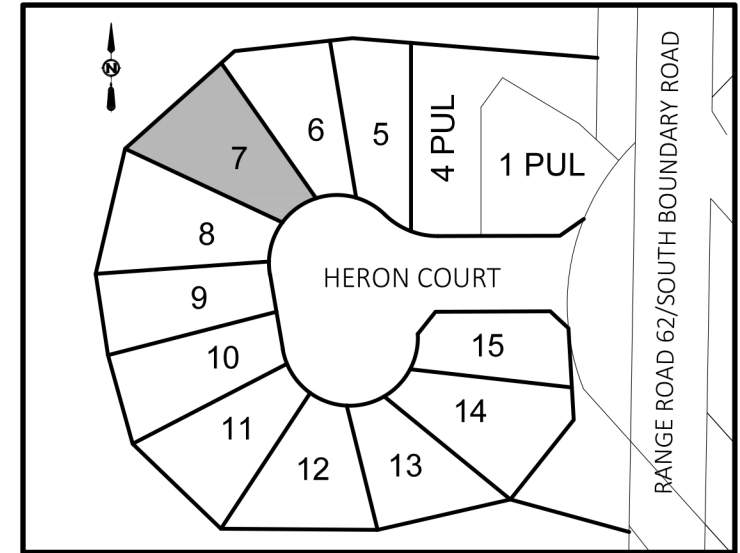 N
6
5
4 PUL
7
1 PUL
8
HERON COURT
9
15
10
14
11
12
13
RANGE ROAD 62/SOUTH BOUNDARY ROAD